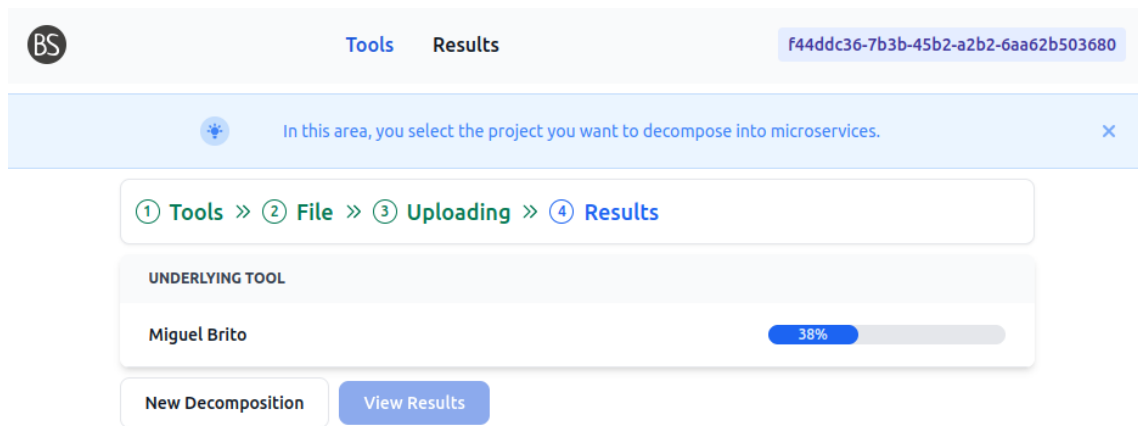 BS Tools Results f44ddc36-7b3b-45b2-a2b2-6aa62b503680
In this area, you select the project you want to decompose into microservices. ×
1 Tools » 2 File » 3 Uploading » 4 Results
UNDERLYING TOOL
Miguel Brito 38%
New Decomposition View Results